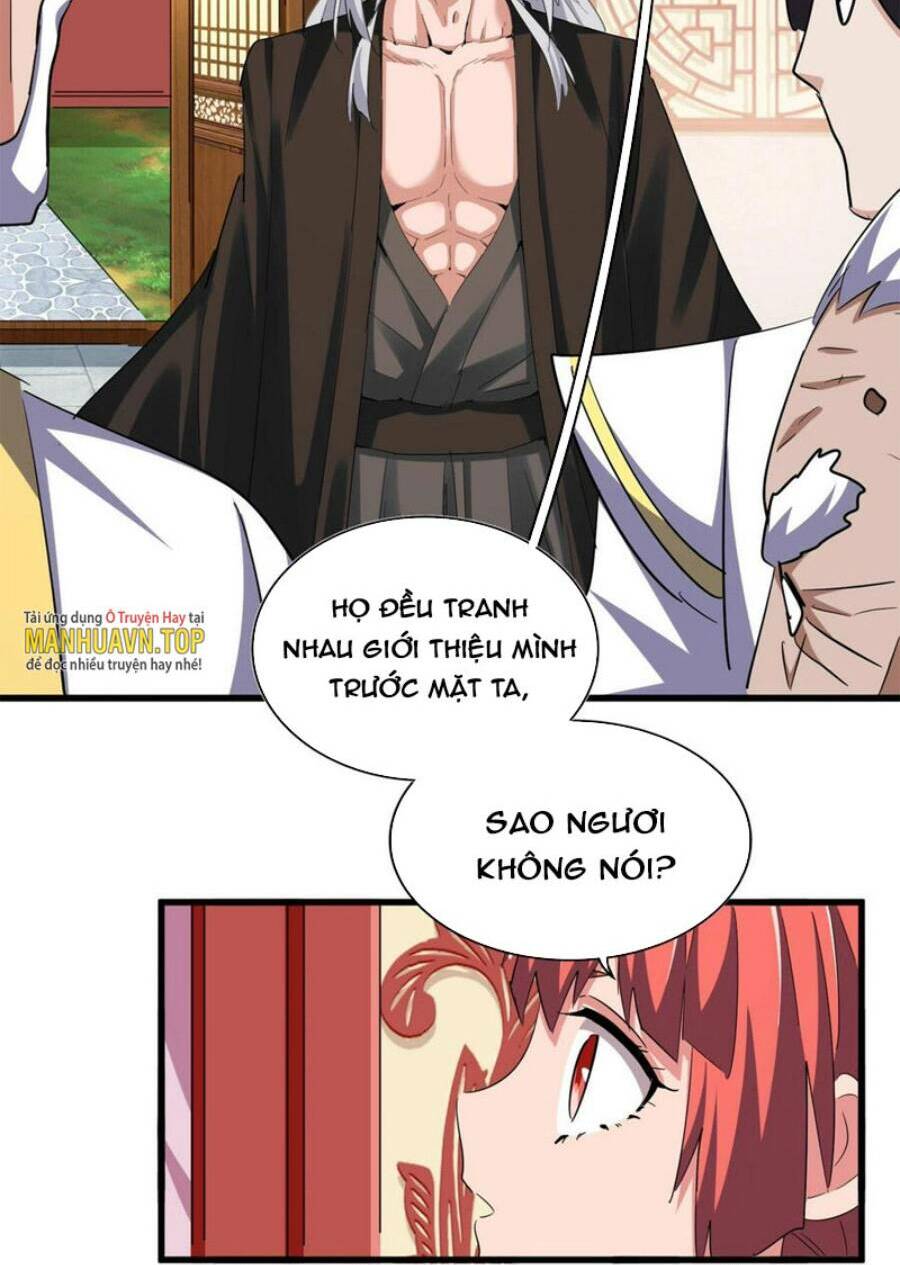 Tải ứng dụng Ô Truyện Hay tại
MANHUAVN.TOP
để đọc nhiều truyện hay nhé!
HỌ ĐỀU TRANH
NHAU GIỚI THIỆU MÌNH
TRƯỚC MẶT TA,
SAO NGƯƠI
KHÔNG NÓI?